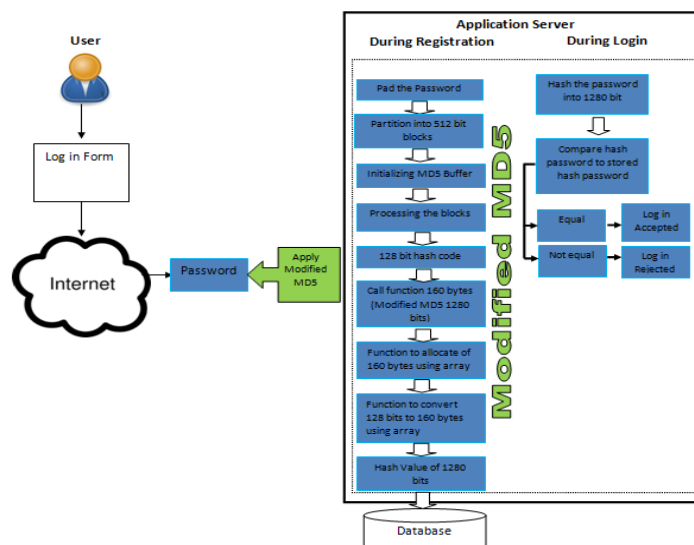 Application Server
User
During Registration
During Login
Pad the Password
Partition into 512 bit
blocks
Initializing MD5 Buffer
Processing the blocks
128 bit hash code
Call function 160 bytes
(Modified MD5 1280
bits)
Function to allocate of
160 bytes using array
Function to convert
128 bits to 160 bytes
using array
Hash Value of 1280
bits
Database
Modified MD5
Hash the password
into 1280 bit
Compare hash
password to stored
hash password
Equal
Log in
Accepted
Not equal
Log in
Rejected
Log in Form
Internet
Password
Apply
Modified
MD5